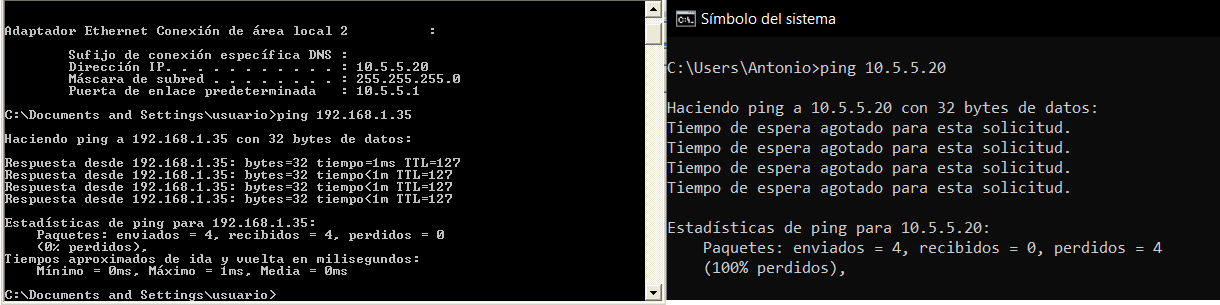 Adaptador Ethernet Conexión de área local 2          :
Sufijo de conexión específica DNS :
Dirección IP. . . . . . . . . . . : 10.5.5.20
Máscara de subred . . . . . . . . : 255.255.255.0
Puerta de enlace predeterminada   : 10.5.5.1
C:\Documents and Settings\usuario>ping 192.168.1.35
Haciendo ping a 192.168.1.35 con 32 bytes de datos:
Respuesta desde 192.168.1.35: bytes=32 tiempo=1ms TTL=127
Respuesta desde 192.168.1.35: bytes=32 tiempo<1m TTL=127
Respuesta desde 192.168.1.35: bytes=32 tiempo<1m TTL=127
Respuesta desde 192.168.1.35: bytes=32 tiempo<1m TTL=127
Estadísticas de ping para 192.168.1.35:
Paquetes: enviados = 4, recibidos = 4, perdidos = 0
(0% perdidos),
Tiempos aproximados de ida y vuelta en milisegundos:
Mínimo = 0ms, Máximo = 1ms, Media = 0ms
C:\Documents and Settings\usuario>
Símbolo del sistema
C:\Users\Antonio>ping 10.5.5.20
Haciendo ping a 10.5.5.20 con 32 bytes de datos:
Tiempo de espera agotado para esta solicitud.
Tiempo de espera agotado para esta solicitud.
Tiempo de espera agotado para esta solicitud.
Tiempo de espera agotado para esta solicitud.
Estadísticas de ping para 10.5.5.20:
Paquetes: enviados = 4, recibidos = 0, perdidos = 4
(100% perdidos),